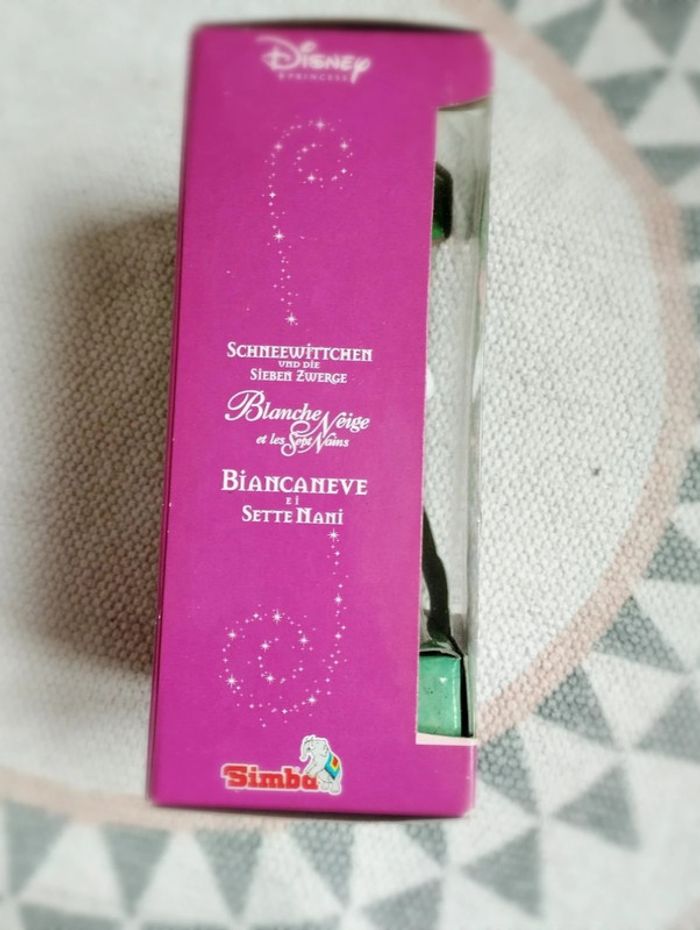 Disney
PRINCESS
SCHNEEWiTTCHEN
UND DIE
SIEBEN ZWERGE
Blanche Neige
et les Sept Nains
BiANCANEVE
E i
SETTE NANi
Simba